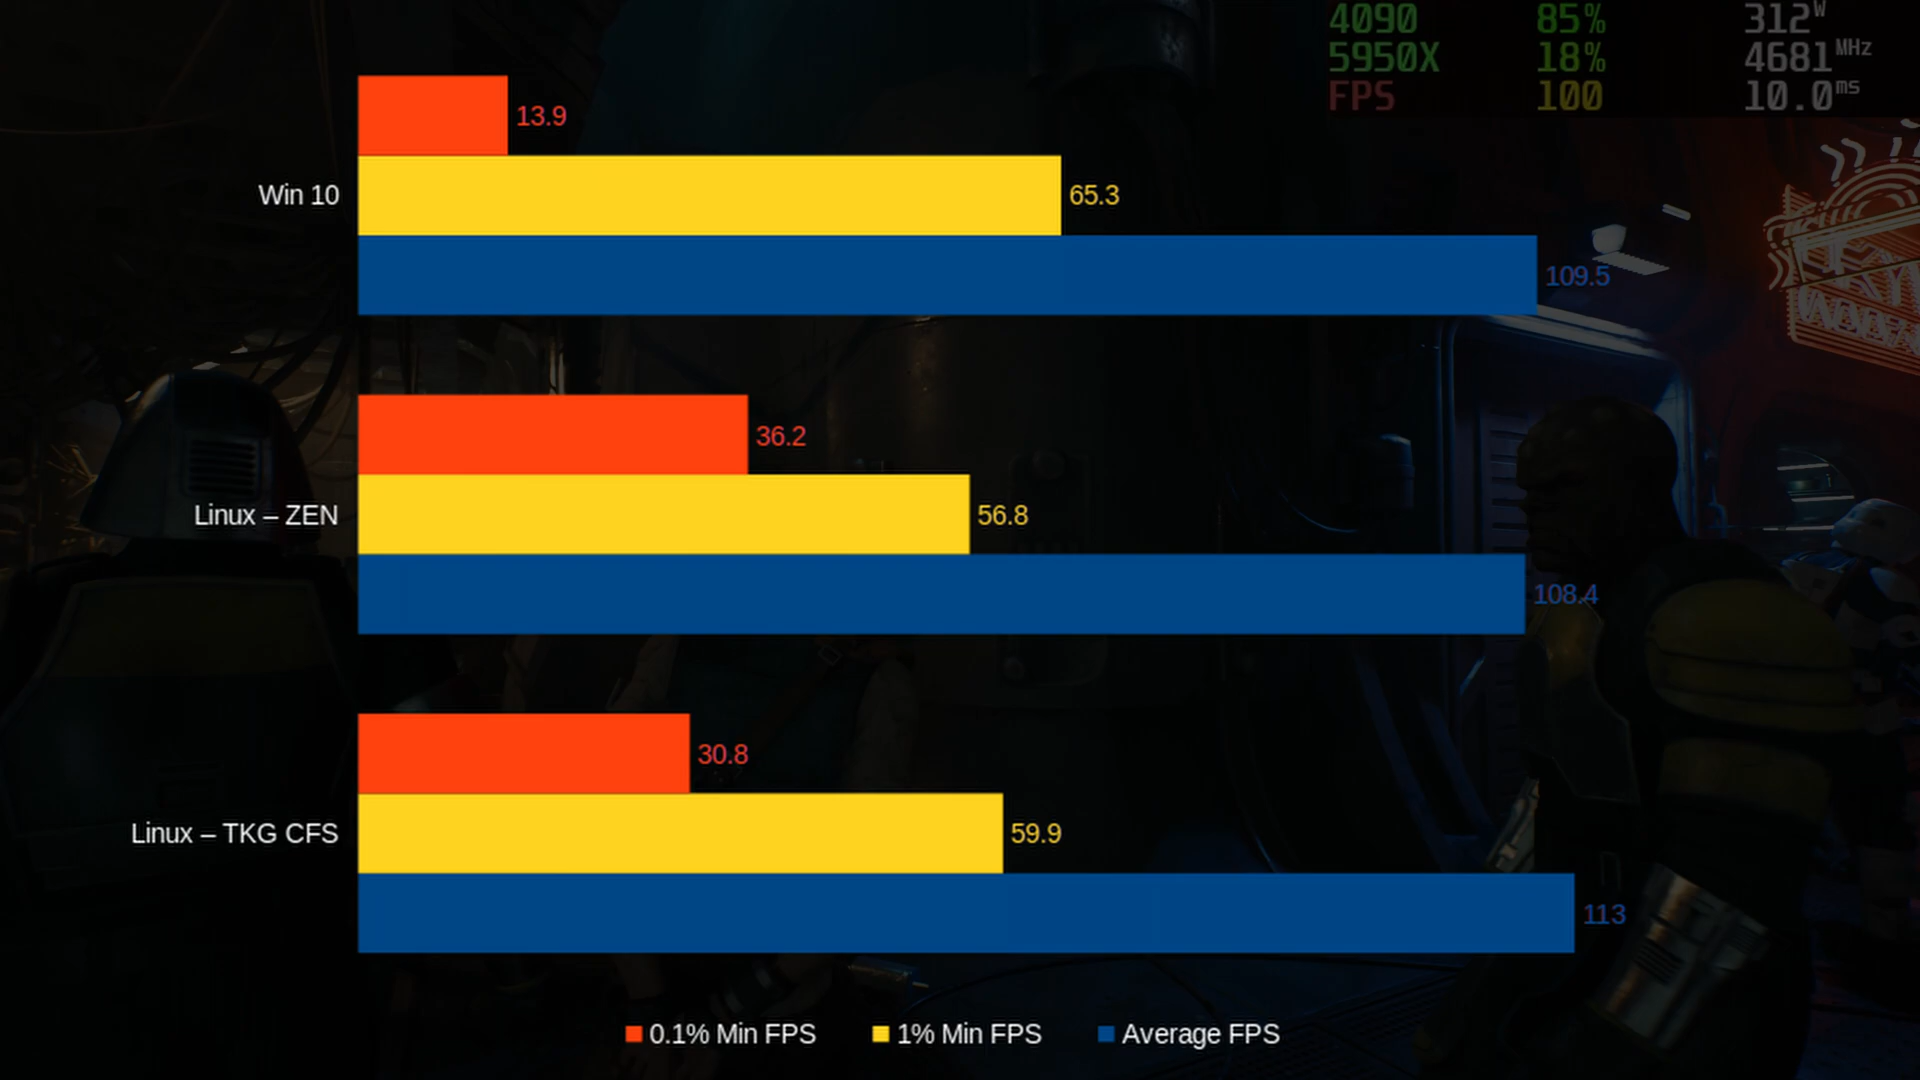 4090 85% 312W
5950X 18% 4681MHz
FPS 100 10.0ms
13.9
Win 10 65.3
109.5
36.2
Linux – ZEN 56.8
108.4
30.8
Linux – TKG CFS 59.9
113
0.1% Min FPS 1% Min FPS Average FPS